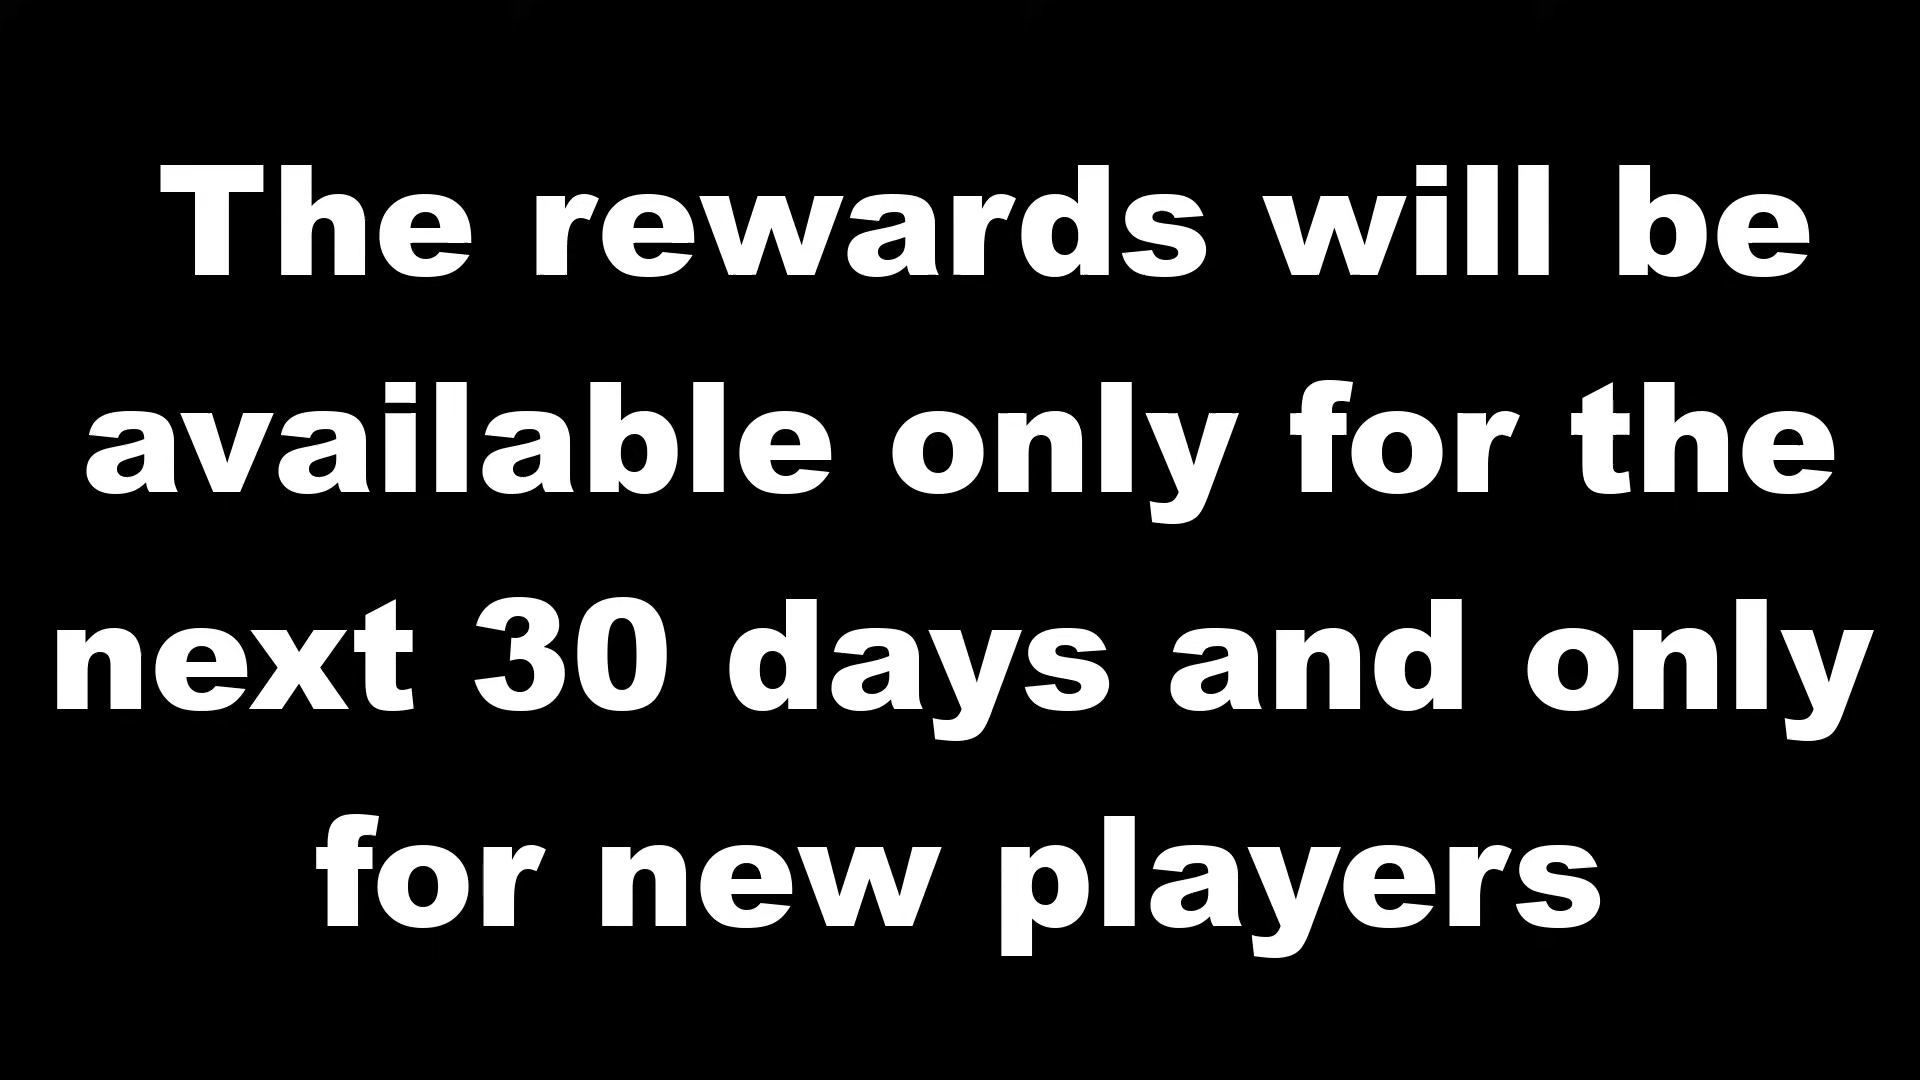 The rewards will be
available only for the
next 30 days and only
for new players